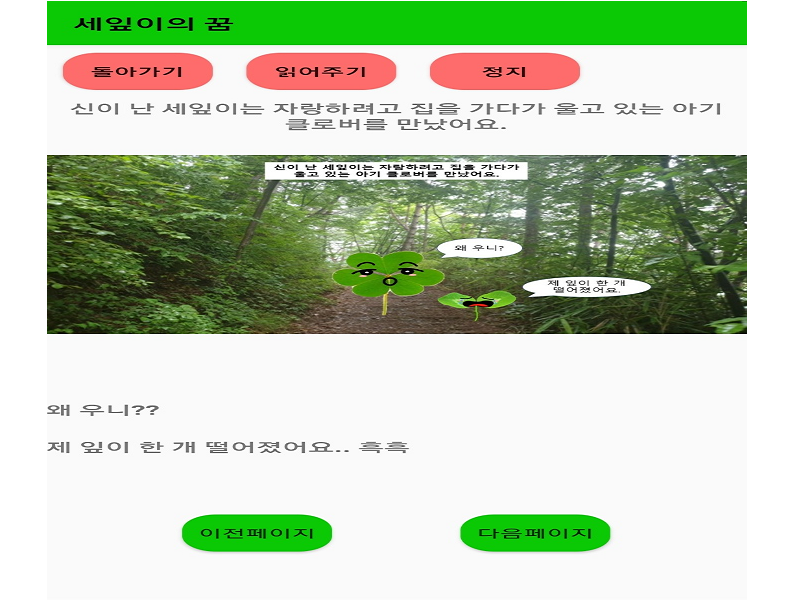 세잎이의 꿈
돌아가기 읽어주기 정지
신이 난 세잎이는 자랑하려고 집을 가다가 울고 있는 아기
클로버를 만났어요.
신이 난 세잎이는 자랑하려고 집을 가다가
울고 있는 아기 클로버를 만났어요.
왜 우니?
제 잎이 한 개
떨어졌어요.
왜 우니??
제 잎이 한 개 떨어졌어요.. 흑흑
이전페이지 다음페이지